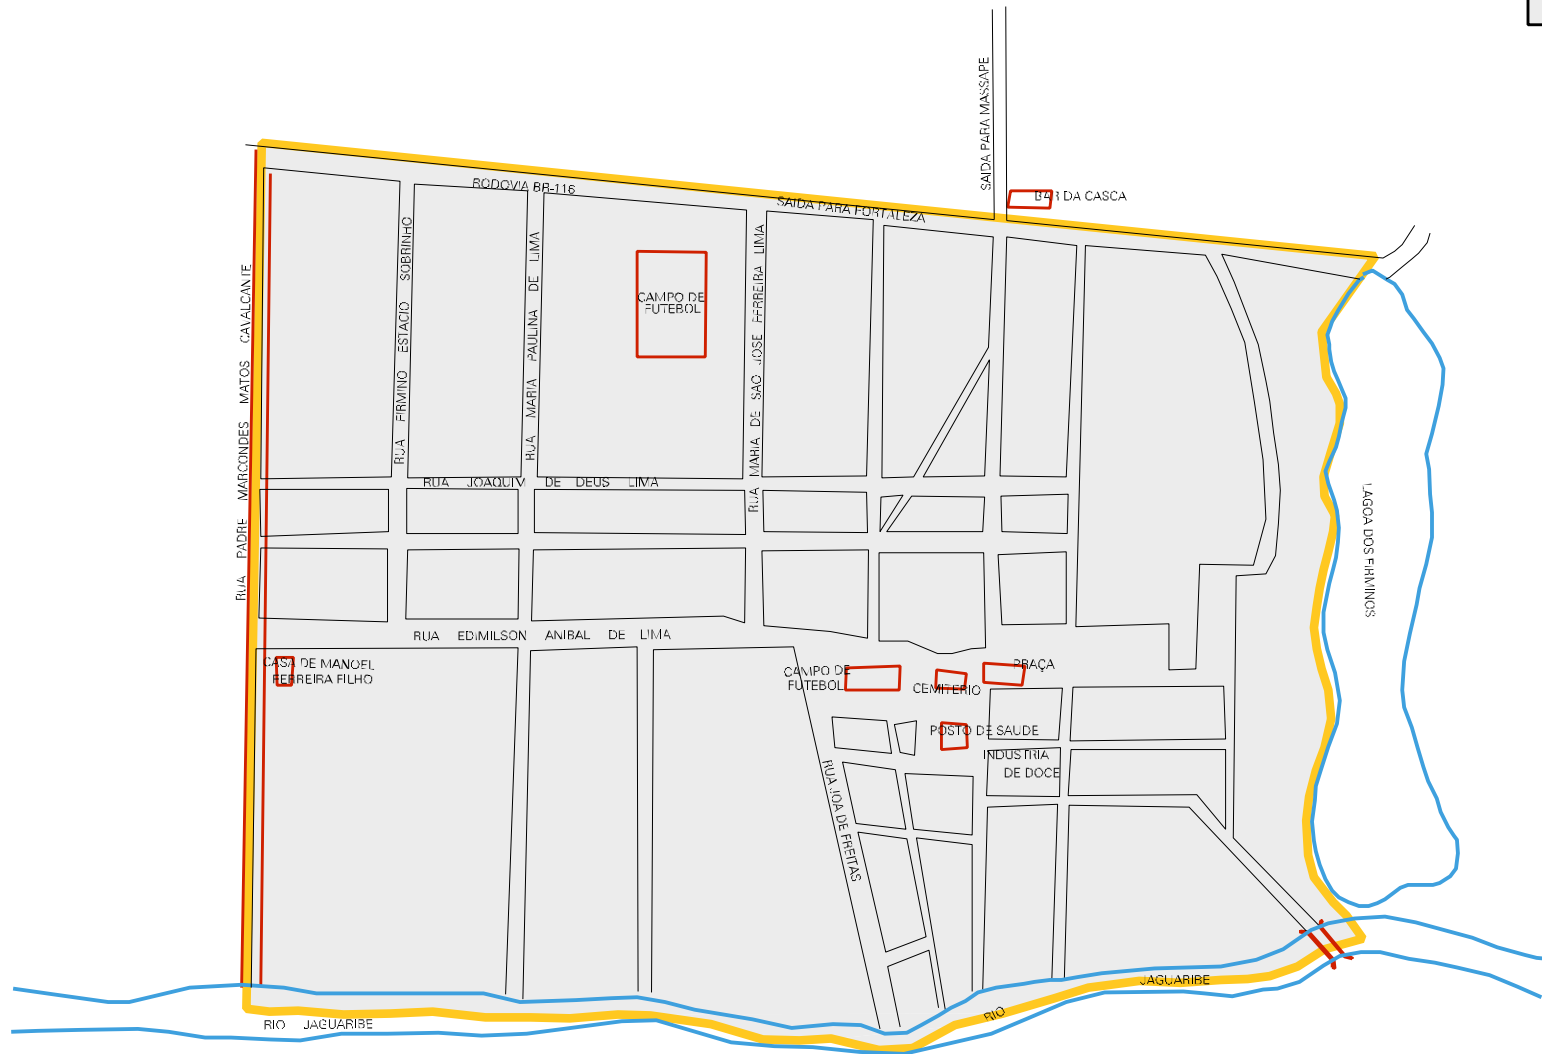 SAIDA PARA MASSAPE
BAR DA CASCA
RODOVIA BR-116
SAIDA PARA FORTALEZA
RUA PADRE MARCONDES MATOS CAVALCANTE
RUA FIRMINO ESTACIO SOBRINHO
RUA MARIA PAULINA DE LIMA
CAMPO DE
FUTEBOL
RUA MARIA DE SAO JOSE FERREIRA LIMA
RUA JOAQUIM DE DEUS LIMA
LAGOA DOS FIRMINOS
RUA EDIMILSON ANIBAL DE LIMA
CASA DE MANOEL
FERREIRA FILHO
CAMPO DE
FUTEBOL
CEMITERIO
PRAÇA
POSTO DE SAUDE
INDUSTRIA
DE DOCE
RUA JOA DE FREITAS
RIO JAGUARIBE
RIO
JAGUARIBE